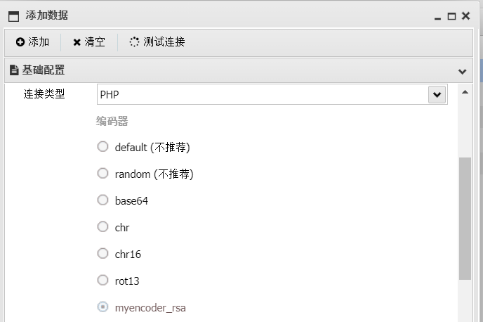 添加数据
添加 清空 测试连接
基础配置
连接类型 PHP
编码器
default (不推荐)
random (不推荐)
base64
chr
chr16
rot13
myencoder_rsa